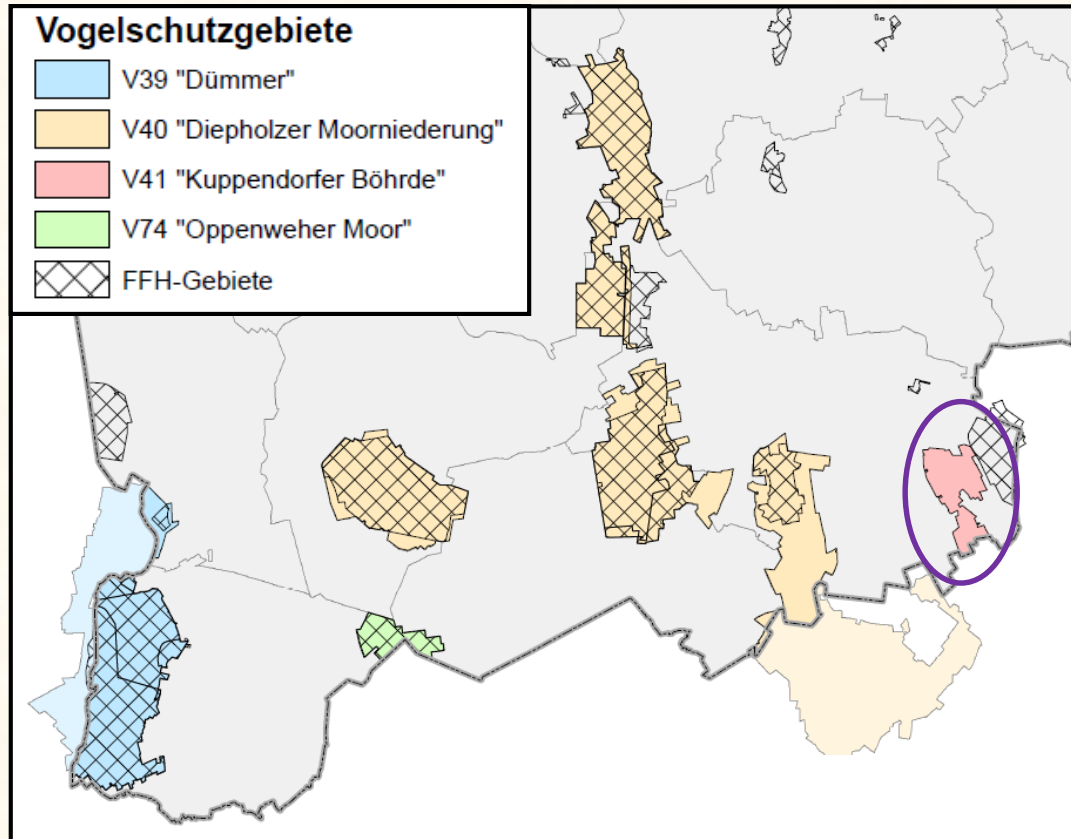 Vogelschutzgebiete
V39 "Dümmer"
V40 "Diepholzer Moorniederung"
V41 "Kuppendorfer Böhrde"
V74 "Oppenweher Moor"
FFH-Gebiete